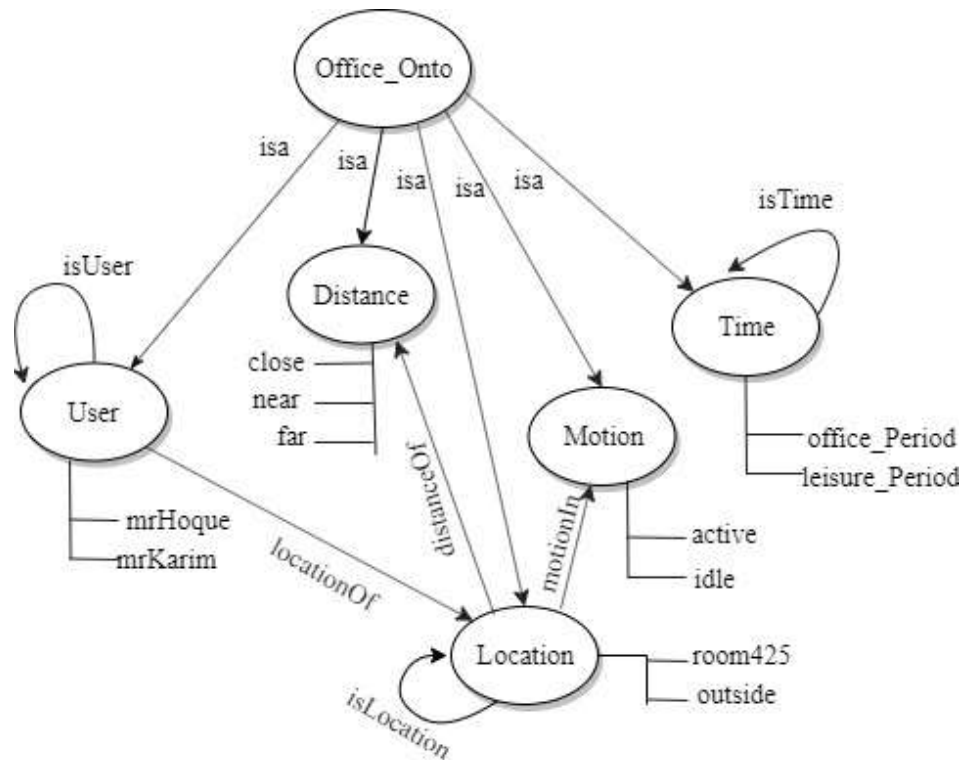 Office_Onto
isa
isa
isa
isa
isa
isTime
isUser
Distance
Time
close
near
far
User
Motion
office_Period
leisure_Period
distanceOf
mrHoque
mrKarim
locationOf
motionIn
active
idle
Location
room425
outside
isLocation